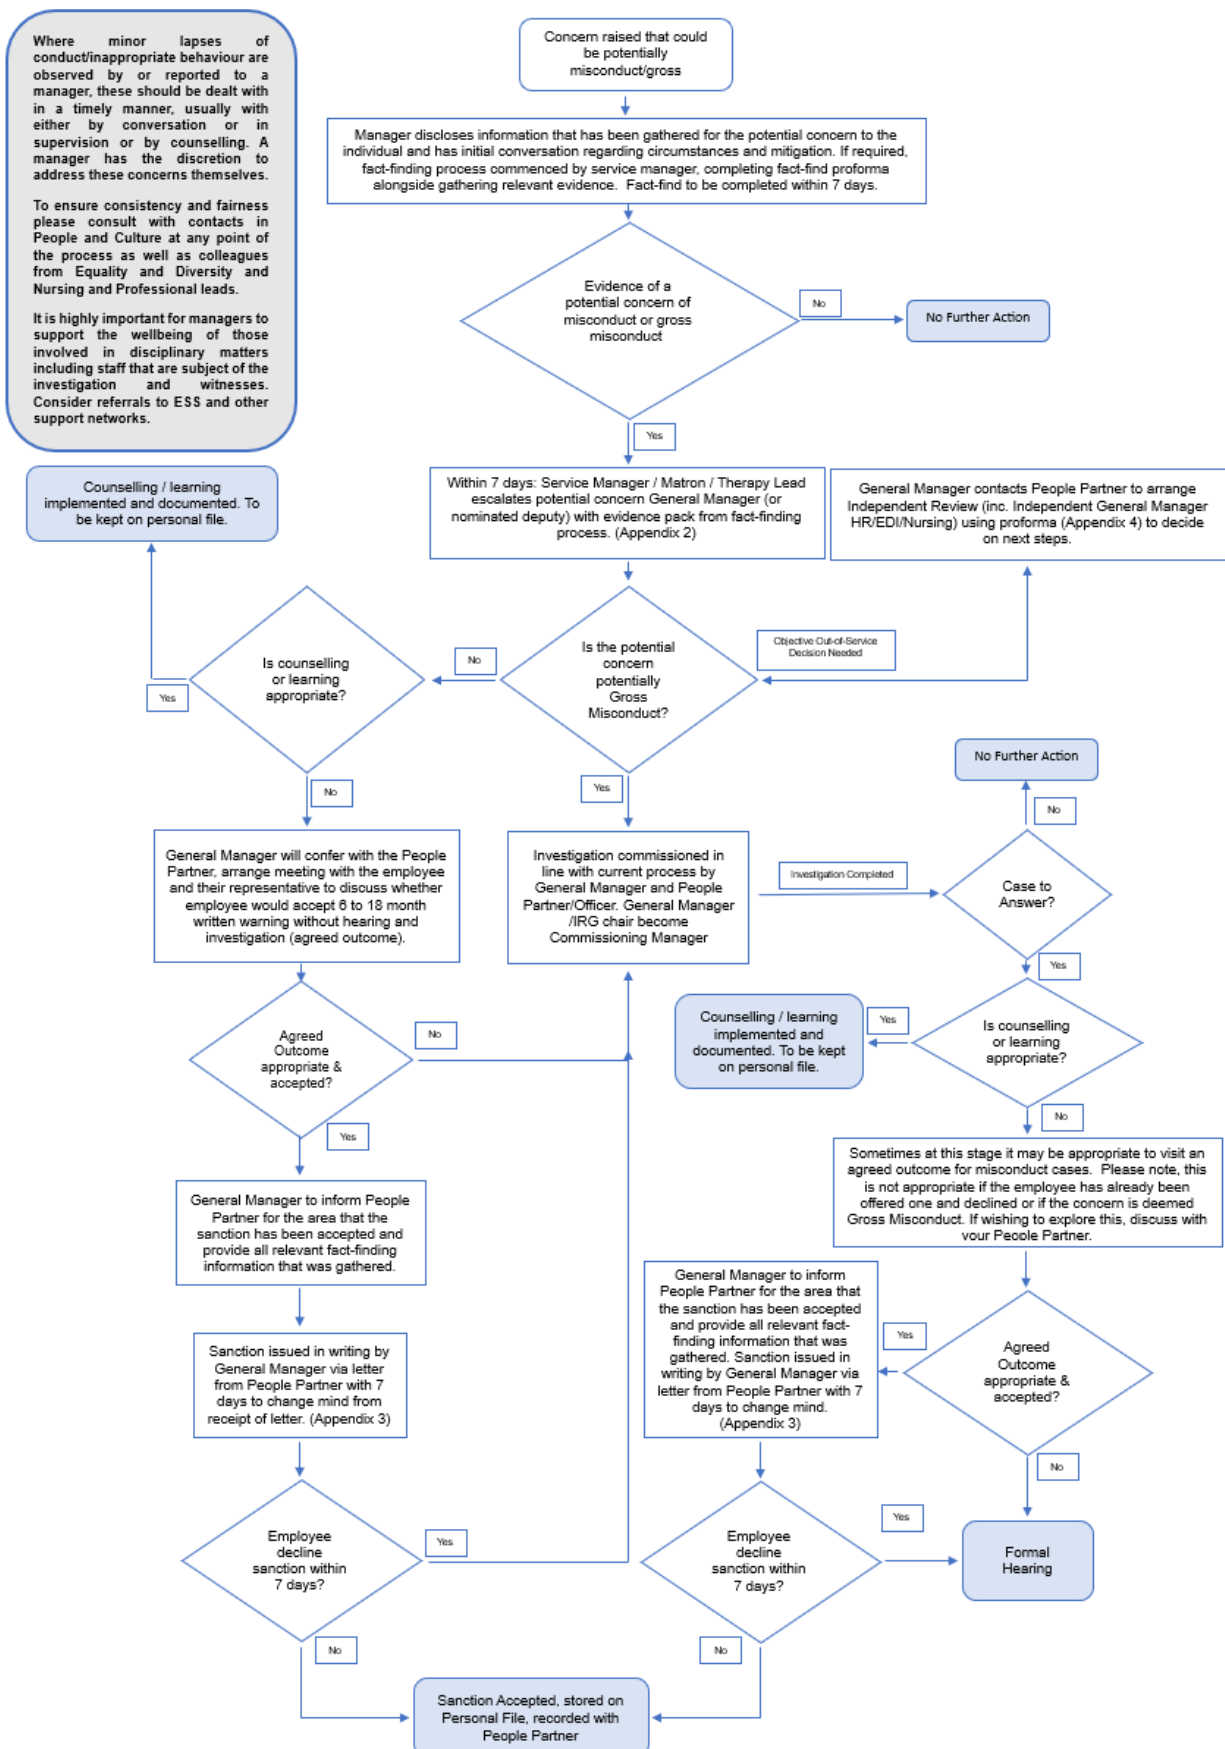 Where minor lapses of
conduct/inappropriate behaviour are
observed by or reported to a
manager, these should be dealt with
in a timely manner, usually with
either by conversation or in
supervision or by counselling. A
manager has the discretion to
address these concerns themselves.
To ensure consistency and fairness
please consult with contacts in
People and Culture at any point of
the process as well as colleagues
from Equality and Diversity and
Nursing and Professional leads.
It is highly important for managers to
support the wellbeing of those
involved in disciplinary matters
including staff that are subject of the
investigation and witnesses.
Consider referrals to ESS and other
support networks.
Concern raised that could
be potentially
misconduct/gross
Manager discloses information that has been gathered for the potential concern to the
individual and has initial conversation regarding circumstances and mitigation. If required,
fact-finding process commenced by service manager, completing fact-find proforma
alongside gathering relevant evidence. Fact-find to be completed within 7 days.
Evidence of a
potential concern of
misconduct or gross
misconduct
No
No Further Action
Yes
Counselling / learning
implemented and documented. To
be kept on personal file.
Within 7 days: Service Manager / Matron / Therapy Lead
escalates potential concern General Manager (or
nominated deputy) with evidence pack from fact-finding
process. (Appendix 2)
General Manager contacts People Partner to arrange
Independent Review (inc. Independent General Manager
HR/EDI/Nursing) using proforma (Appendix 4) to decide
on next steps.
Is counselling
or learning
appropriate?
Yes
No
Is the potential
concern
potentially
Gross
Misconduct?
Objective Out-of-Service
Decision Needed
No
Yes
No Further Action
No
General Manager will confer with the People
Partner, arrange meeting with the employee
and their representative to discuss whether
employee would accept 6 to 18 month
written warning without hearing and
investigation (agreed outcome).
Investigation commissioned in
line with current process by
General Manager and People
Partner/Officer. General Manager
/IRG chair become
Commissioning Manager
Investigation Completed
Case to
Answer?
Yes
Agreed
Outcome
appropriate &
accepted?
No
Yes
Counselling / learning
implemented and
documented. To be kept
on personal file.
Yes
Is counselling
or learning
appropriate?
No
General Manager to inform People
Partner for the area that the
sanction has been accepted and
provide all relevant fact-finding
information that was gathered.
Sometimes at this stage it may be appropriate to visit an
agreed outcome for misconduct cases. Please note, this
is not appropriate if the employee has already been
offered one and declined or if the concern is deemed
Gross Misconduct. If wishing to explore this, discuss with
your People Partner.
General Manager to inform
People Partner for the area that
the sanction has been accepted
and provide all relevant fact-
finding information that was
gathered. Sanction issued in
writing by General Manager via
letter from People Partner with 7
days to change mind.
(Appendix 3)
Yes
Agreed
Outcome
appropriate &
accepted?
No
Sanction issued in writing by
General Manager via letter
from People Partner with 7
days to change mind from
receipt of letter. (Appendix 3)
Employee
decline
sanction within
7 days?
Yes
No
Employee
decline
sanction within
7 days?
Yes
No
Formal
Hearing
Sanction Accepted, stored on
Personal File, recorded with
People Partner